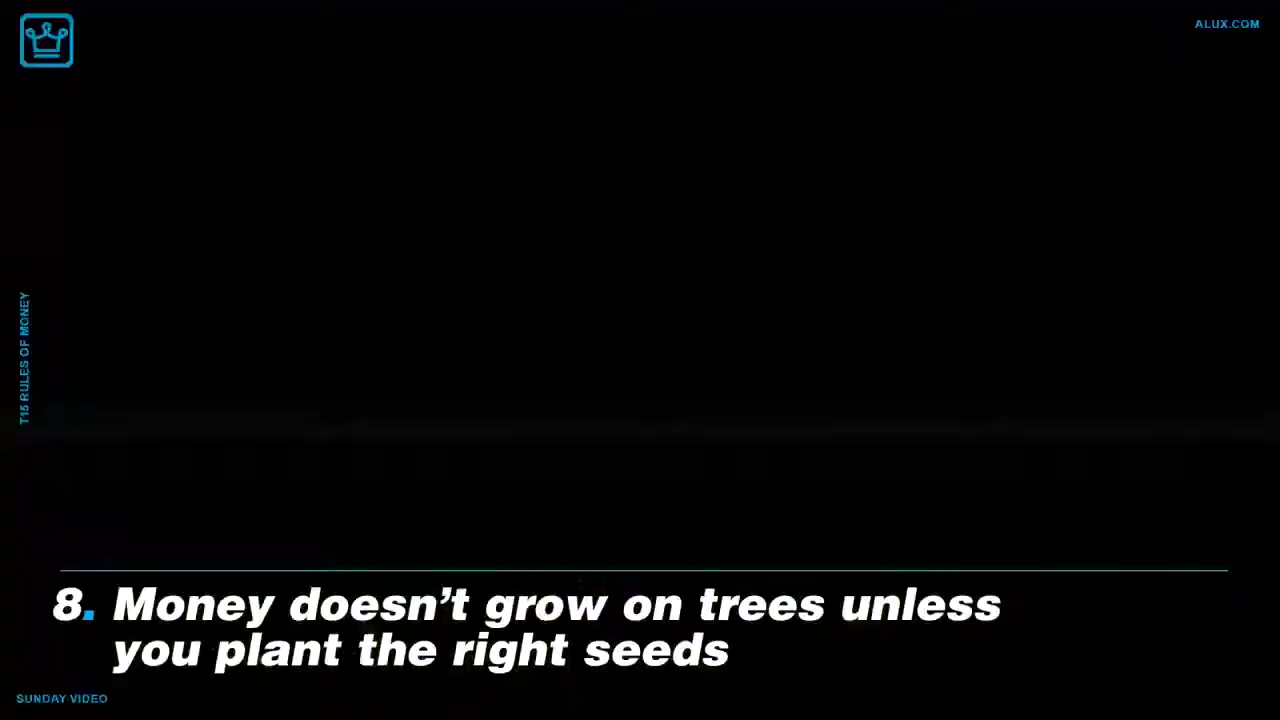 ALUX.COM
T15 RULES OF MONEY
8. Money doesn’t grow on trees unless
you plant the right seeds
SUNDAY VIDEO